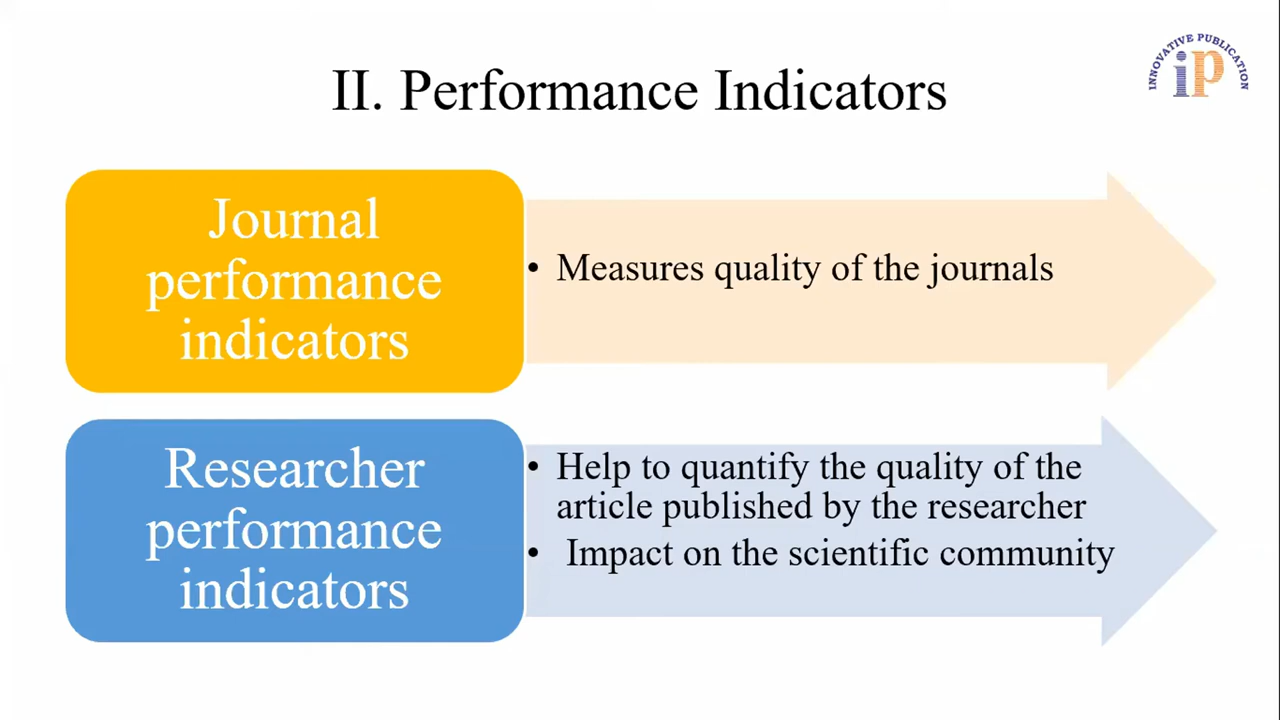 INNOVATIVE PUBLICATION
iP
II. Performance Indicators
Journal
performance
indicators
• Measures quality of the journals
Researcher
performance
indicators
• Help to quantify the quality of the
article published by the researcher
• Impact on the scientific community